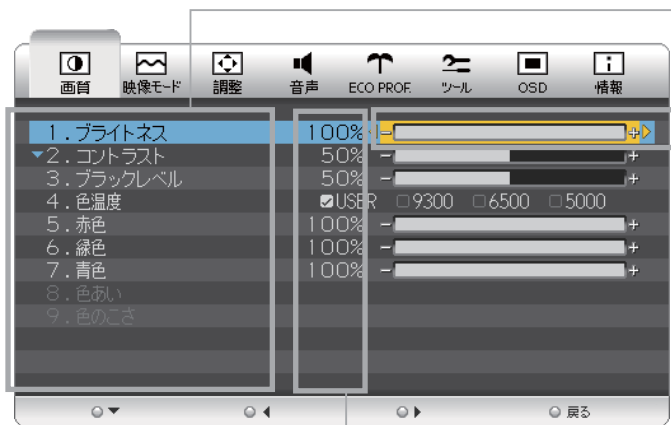 画質 映像モード 調整 音声 ECO PROF. ツール OSD 情報
1.ブライトネス 100% - +
2.コントラスト 50% - +
3.ブラックレベル 50% - +
4.色温度 USER 9300 6500 5000
5.赤色 100% - +
6.緑色 100% - +
7.青色 100% - +
8.色あい
9.色のこさ
戻る